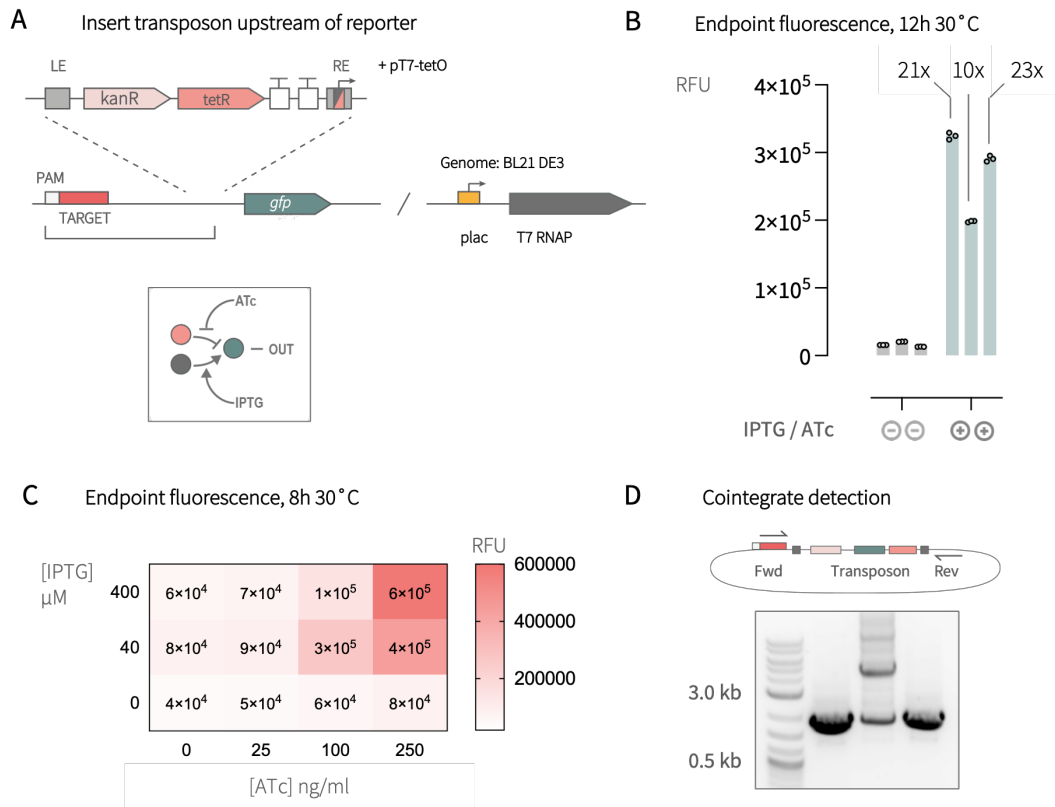 A
Insert transposon upstream of reporter
LE
RE
+ pT7-tetO
kanR
tetR
Genome: BL21 DE3
PAM
gfp
TARGET
plac
T7 RNAP
ATc
OUT
IPTG
B
Endpoint fluorescence, 12h 30˚C
RFU
21x 10x 23x
4×10⁵
3×10⁵
2×10⁵
1×10⁵
0
IPTG / ATc
− − + +
C
Endpoint fluorescence, 8h 30˚C
[IPTG]
µM
RFU
400 6×10⁴ 7×10⁴ 1×10⁵ 6×10⁵
40 8×10⁴ 9×10⁴ 3×10⁵ 4×10⁵
0 4×10⁴ 5×10⁴ 6×10⁴ 8×10⁴
0 25 100 250
[ATc] ng/ml
600000
400000
200000
D
Cointegrate detection
Fwd Transposon Rev
3.0 kb
0.5 kb